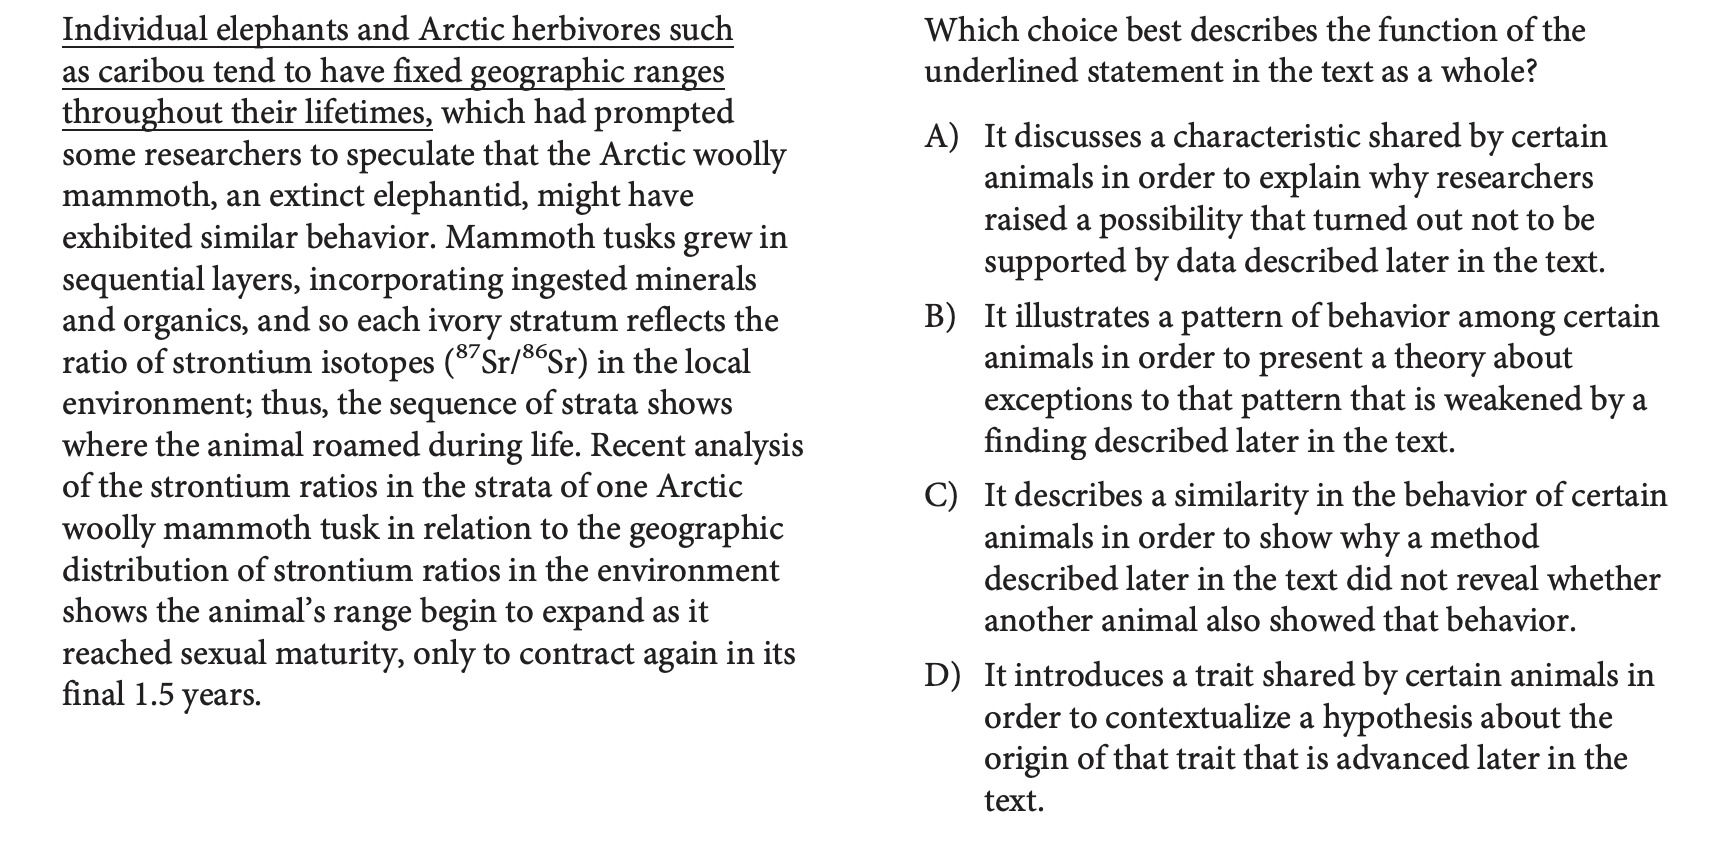 Individual elephants and Arctic herbivores such
as caribou tend to have fixed geographic ranges
throughout their lifetimes, which had prompted
some researchers to speculate that the Arctic woolly
mammoth, an extinct elephantid, might have
exhibited similar behavior. Mammoth tusks grew in
sequential layers, incorporating ingested minerals
and organics, and so each ivory stratum reflects the
ratio of strontium isotopes (⁸⁷Sr/⁸⁶Sr) in the local
environment; thus, the sequence of strata shows
where the animal roamed during life. Recent analysis
of the strontium ratios in the strata of one Arctic
woolly mammoth tusk in relation to the geographic
distribution of strontium ratios in the environment
shows the animal’s range begin to expand as it
reached sexual maturity, only to contract again in its
final 1.5 years.
Which choice best describes the function of the
underlined statement in the text as a whole?
A) It discusses a characteristic shared by certain
animals in order to explain why researchers
raised a possibility that turned out not to be
supported by data described later in the text.
B) It illustrates a pattern of behavior among certain
animals in order to present a theory about
exceptions to that pattern that is weakened by a
finding described later in the text.
C) It describes a similarity in the behavior of certain
animals in order to show why a method
described later in the text did not reveal whether
another animal also showed that behavior.
D) It introduces a trait shared by certain animals in
order to contextualize a hypothesis about the
origin of that trait that is advanced later in the
text.